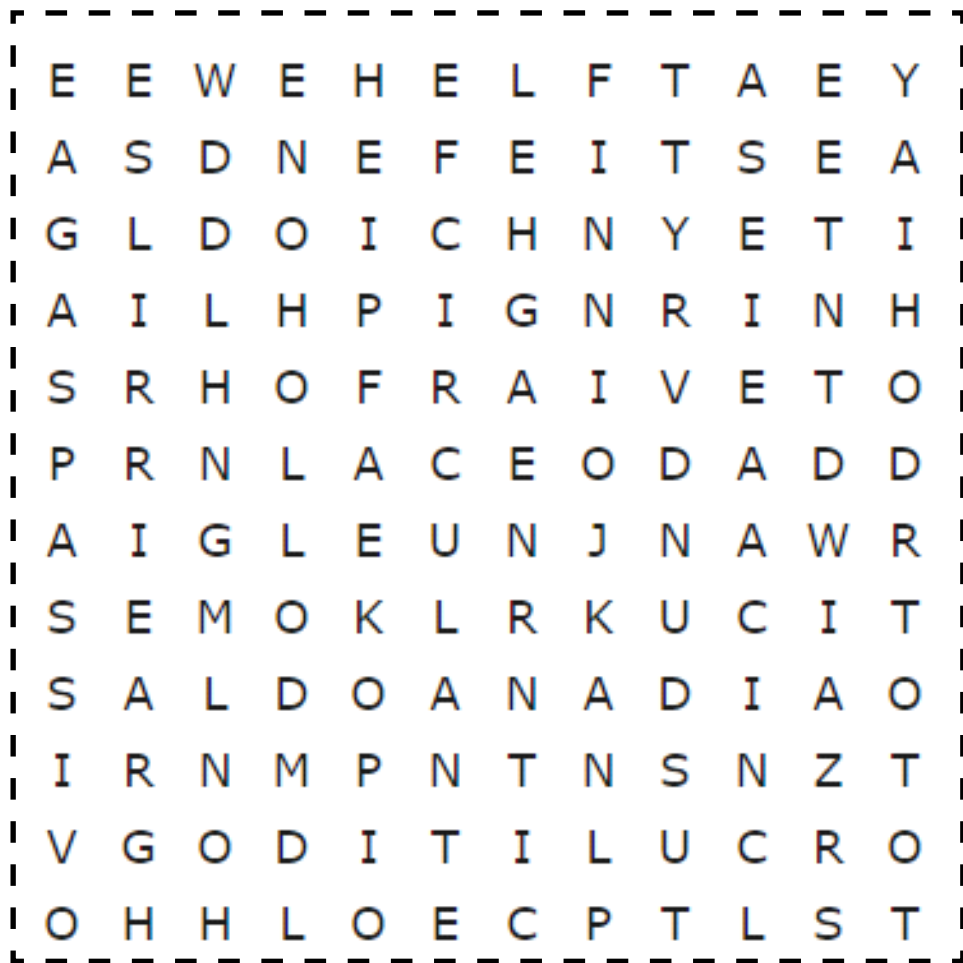 E E W E H E L F T A E Y
A S D N E F E I T S E A
G L D O I C H N Y E T I
A I L H P I G N R I N H
S R H O F R A I V E T O
P R N L A C E O D A D D
A I G L E U N J N A W R
S E M O K L R K U C I T
S A L D O A N A D I A O
I R N M P N T N S N Z T
V G O D I T I L U C R O
O H H L O E C P T L S T